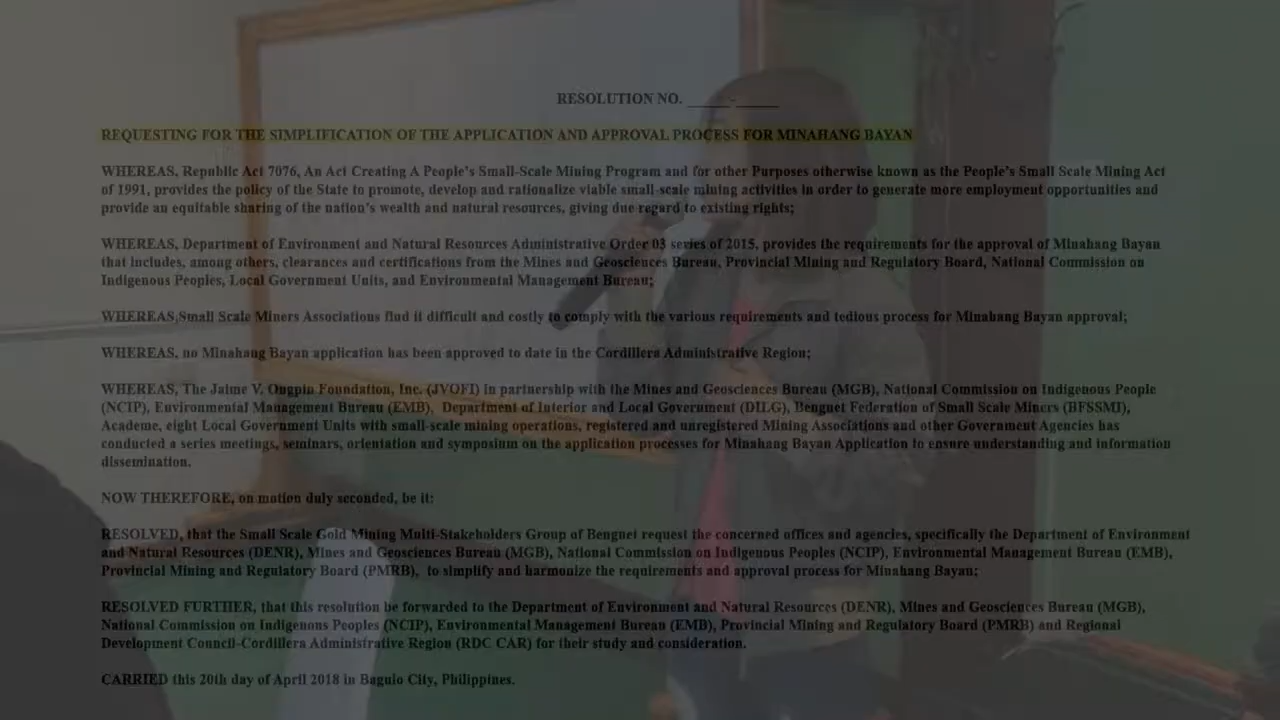 RESOLUTION NO. _____-_____
REQUESTING FOR THE SIMPLIFICATION OF THE APPLICATION AND APPROVAL PROCESS FOR MINAHANG BAYAN
WHEREAS, Republic Act 7076, An Act Creating A People's Small-Scale Mining Program and for other Purposes otherwise known as the People's Small Scale Mining Act
of 1991, provides the policy of the State to promote, develop and rationalize viable small-scale mining activities in order to generate more employment opportunities and
provide an equitable sharing of the nation's wealth and natural resources, giving due regard to existing rights;
WHEREAS, Department of Environment and Natural Resources Administrative Order 03 series of 2015, provides the requirements for the approval of Minahang Bayan
that includes, among others, clearances and certifications from the Mines and Geosciences Bureau, Provincial Mining and Regulatory Board, National Commission on
Indigenous Peoples, Local Government Units, and Environmental Management Bureau;
WHEREAS,Small Scale Miners Associations find it difficult and costly to comply with the various requirements and tedious process for Minahang Bayan approval;
WHEREAS, no Minahang Bayan application has been approved to date in the Cordillera Administrative Region;
WHEREAS, The Jaime V. Ongpin Foundation, Inc. (JVOFI) in partnership with the Mines and Geosciences Bureau (MGB), National Commission on Indigenous People
(NCIP), Environmental Management Bureau (EMB), Department of Interior and Local Government (DILG), Benguet Federation of Small Scale Miners (BFSSMI),
Academe, eight Local Government Units with small-scale mining operations, registered and unregistered Mining Associations and other Government Agencies has
conducted a series meetings, seminars, orientation and symposium on the application processes for Minahang Bayan Application to ensure understanding and information
dissemination.
NOW THEREFORE, on motion duly seconded, be it:
RESOLVED, that the Small Scale Gold Mining Multi-Stakeholders Group of Benguet request the concerned offices and agencies, specifically the Department of Environment
and Natural Resources (DENR), Mines and Geosciences Bureau (MGB), National Commission on Indigenous Peoples (NCIP), Environmental Management Bureau (EMB),
Provincial Mining and Regulatory Board (PMRB), to simplify and harmonize the requirements and approval process for Minahang Bayan;
RESOLVED FURTHER, that this resolution be forwarded to the Department of Environment and Natural Resources (DENR), Mines and Geosciences Bureau (MGB),
National Commission on Indigenous Peoples (NCIP), Environmental Management Bureau (EMB), Provincial Mining and Regulatory Board (PMRB) and Regional
Development Council-Cordillera Administrative Region (RDC CAR) for their study and consideration.
CARRIED this 20th day of April 2018 in Baguio City, Philippines.